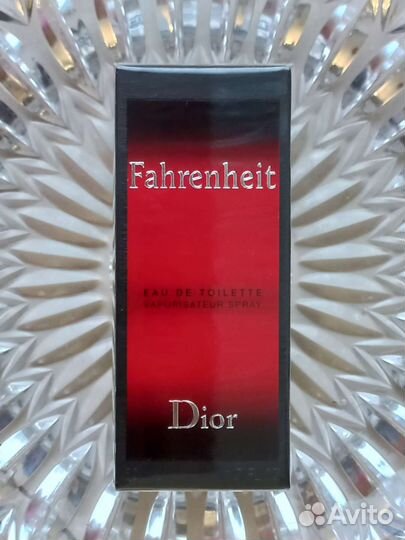 Fahrenheit
EAU DE TOILETTE
VAPORISATEUR SPRAY
Dior
Avito